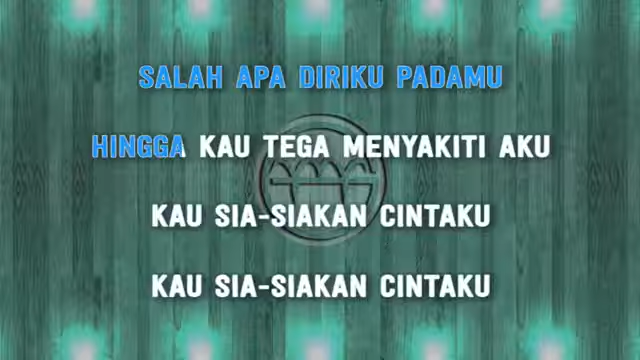 SALAH APA DIRIKU PADAMU
HINGGA KAU TEGA MENYAKITI AKU
KAU SIA-SIAKAN CINTAKU
KAU SIA-SIAKAN CINTAKU